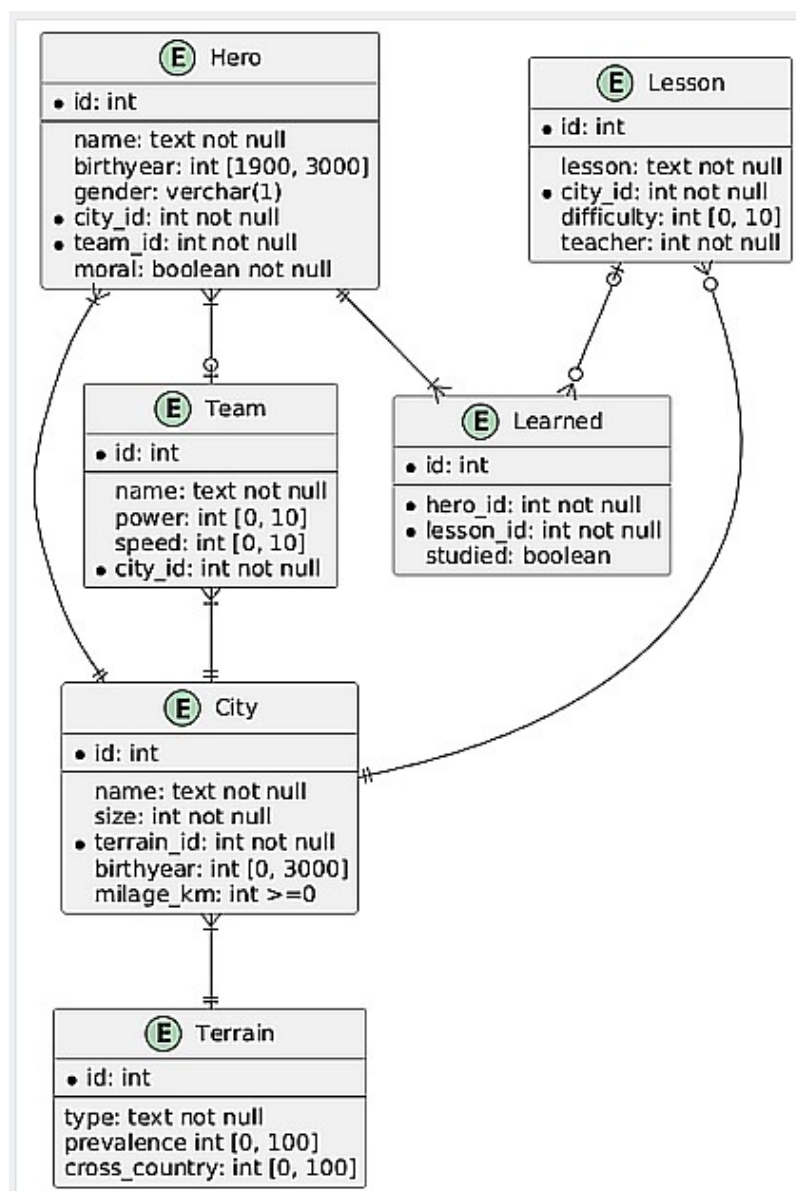 E Hero
id: int
name: text not null
birthyear: int [1900, 3000]
gender: verchar(1)
city_id: int not null
team_id: int not null
moral: boolean not null
E Lesson
id: int
lesson: text not null
city_id: int not null
difficulty: int [0, 10]
teacher: int not null
E Team
id: int
name: text not null
power: int [0, 10]
speed: int [0, 10]
city_id: int not null
E Learned
id: int
hero_id: int not null
lesson_id: int not null
studied: boolean
E City
id: int
name: text not null
size: int not null
terrain_id: int not null
birthyear: int [0, 3000]
milage_km: int >=0
E Terrain
id: int
type: text not null
prevalence int [0, 100]
cross_country: int [0, 100]